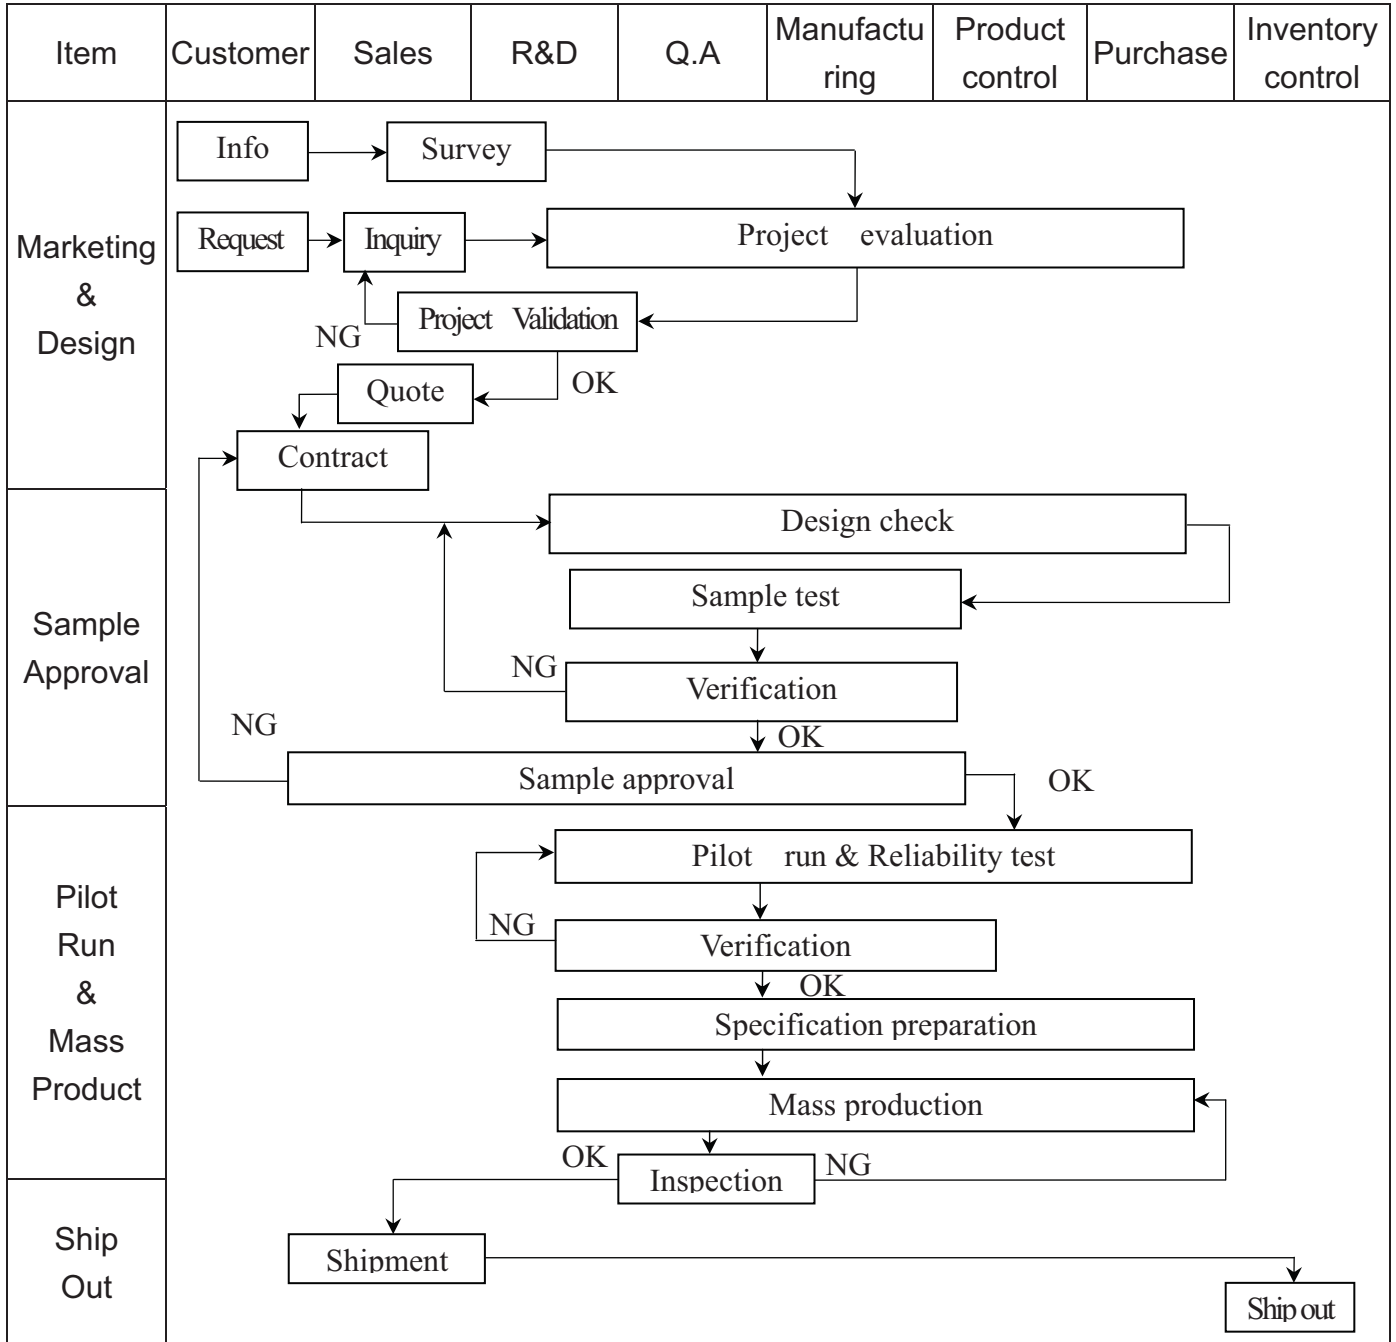 Item
Customer
Sales
R&D
Q.A
Manufactu
ring
Product
control
Purchase
Inventory
control
Marketing
&
Design
Info
Survey
Request
Inquiry
Project evaluation
NG
Project Validation
OK
Quote
Contract
Sample
Approval
Design check
Sample test
NG
Verification
NG
OK
Sample approval
OK
Pilot
Run
&
Mass
Product
Pilot run & Reliability test
NG
Verification
OK
Specification preparation
Mass production
OK
Inspection
NG
Ship
Out
Shipment
Ship out